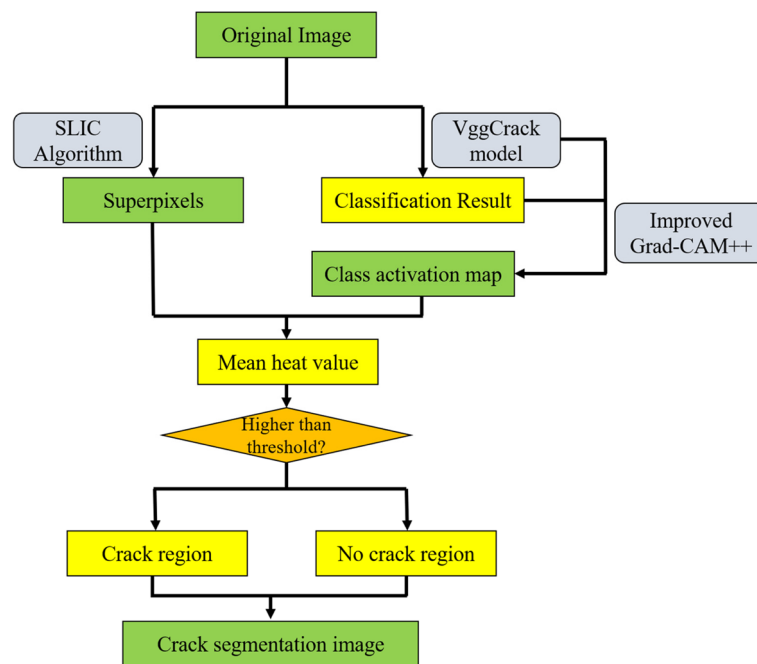 Original Image
SLIC
Algorithm
VggCrack
model
Superpixels
Classification Result
Improved
Grad-CAM++
Class activation map
Mean heat value
Higher than
threshold?
Crack region
No crack region
Crack segmentation image